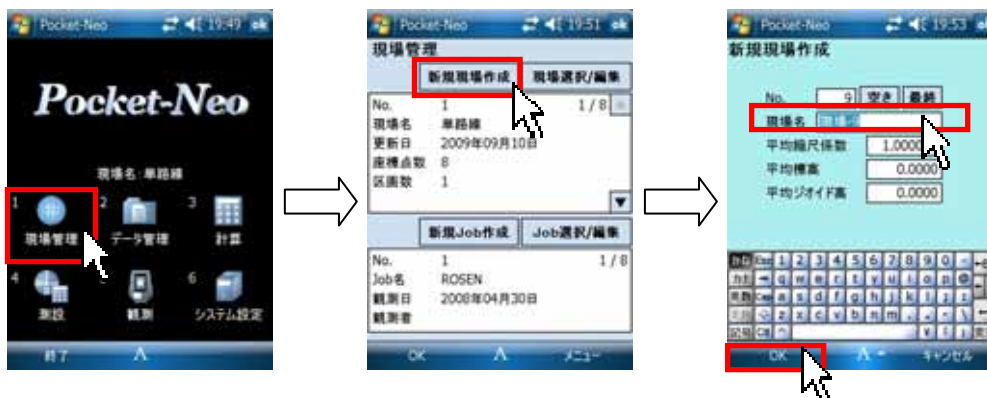 Pocket-Neo 19:49 ok
Pocket-Neo
現場名 単路線
1 2 3
現場管理 データ管理 計算
4 6
測設 観測 システム設定
終了
Pocket-Neo 19:51 ok
現場管理
新規現場作成 現場選択/編集
No. 1 1/8
現場名 単路線
更新日 2009年09月10日
座標点数 8
区画数 1
新規Job作成 Job選択/編集
No. 1 1/8
Job名 ROSEN
観測日 2008年04月30日
観測者
OK メニュー
Pocket-Neo 19:53
新規現場作成
No. 9 空き 最終
現場名
平均縮尺係数 1.0000
平均標高 0.0000
平均ジオイド高 0.0000
Esc 1 2 3 4 5 6 7 8 9 0 -
q w e r t y u i o p @
a s d f g h j k l ;
z x c v b n m , .
OK キャンセル